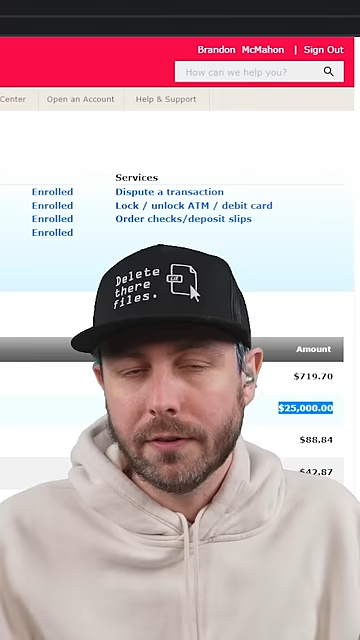 Brandon McMahon | Sign Out
How can we help you?
Center
Open an Account
Help & Support
Services
Enrolled
Dispute a transaction
Enrolled
Lock / unlock ATM / debit card
Enrolled
Order checks/deposit slips
Enrolled
Delete
there
files.
Amount
$719.70
$25,000.00
$88.84
$42.87